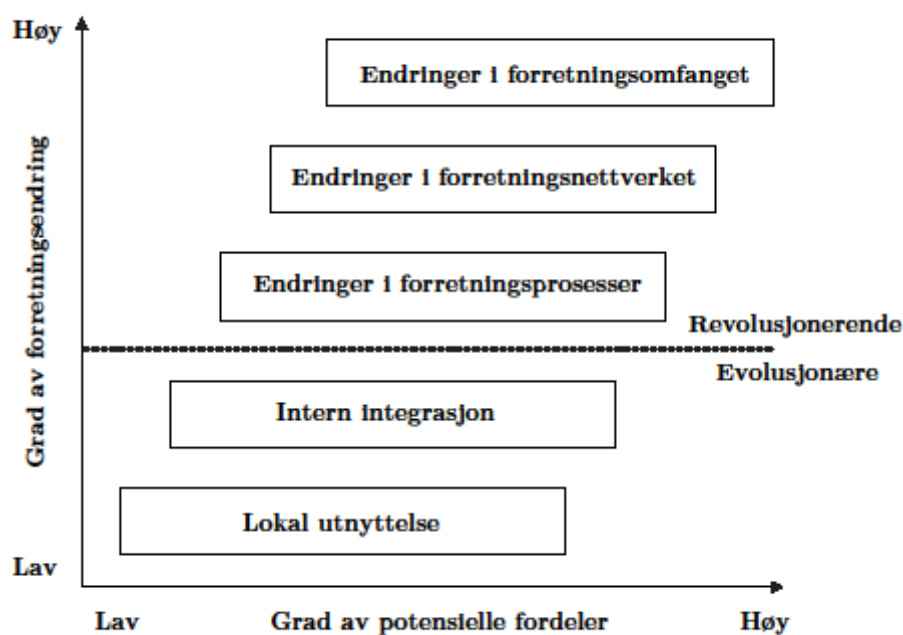 Høy
Endringer i forretningsomfanget
Endringer i forretningsnettverket
Endringer i forretningsprosesser
Revolusjonerende
Evolusjonære
Intern integrasjon
Lokal utnyttelse
Grad av forretningsendring
Lav
Lav
Grad av potensielle fordeler
Høy